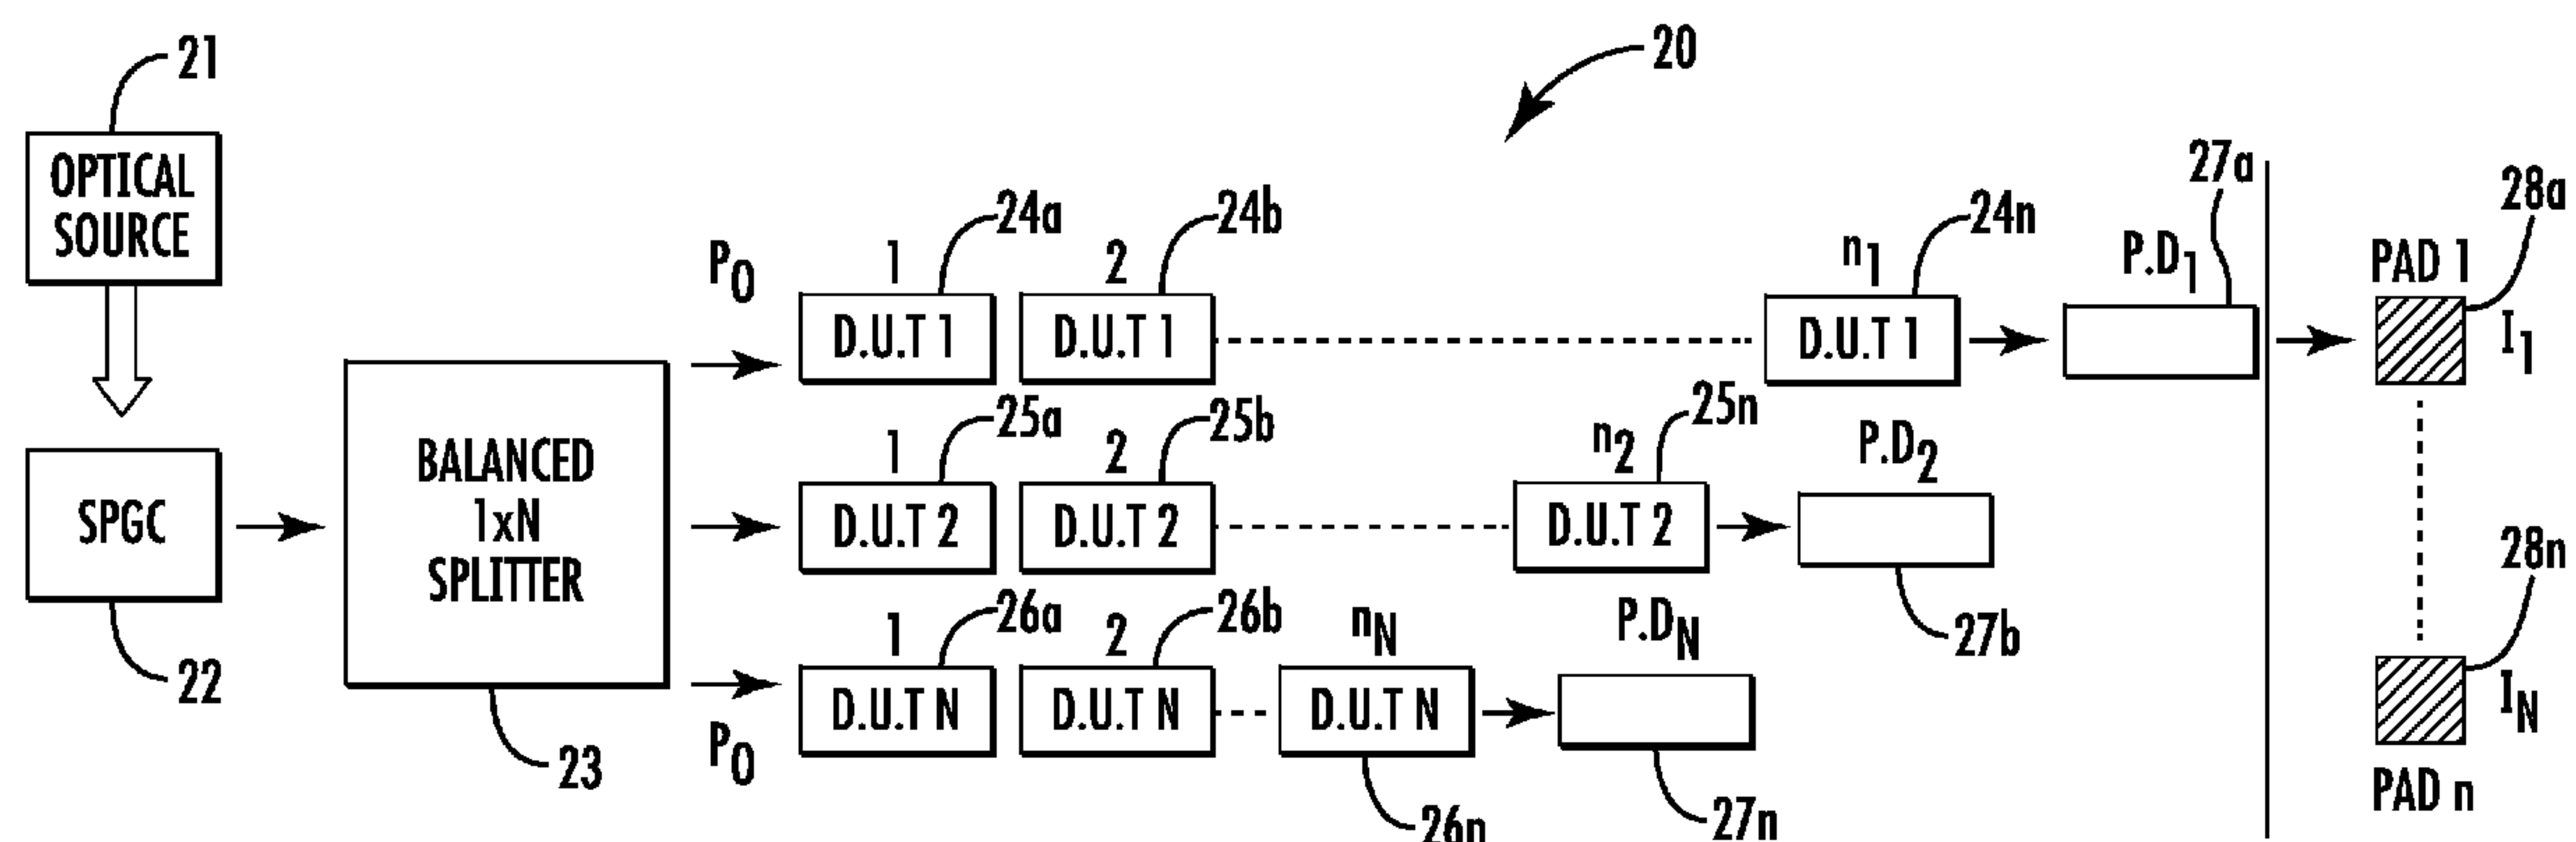 21
20
OPTICAL
SOURCE
SPGC
22
BALANCED
1xN
SPLITTER
23
P0
1
24a
2
24b
n1
24n
P.D1
27a
D.U.T 1
D.U.T 1
D.U.T 1
PAD 1
28a
I1
1
25a
2
25b
n2
25n
P.D2
D.U.T 2
D.U.T 2
D.U.T 2
27b
P0
1
26a
2
26b
nN
P.DN
D.U.T N
D.U.T N
D.U.T N
26n
27n
28n
IN
PAD n